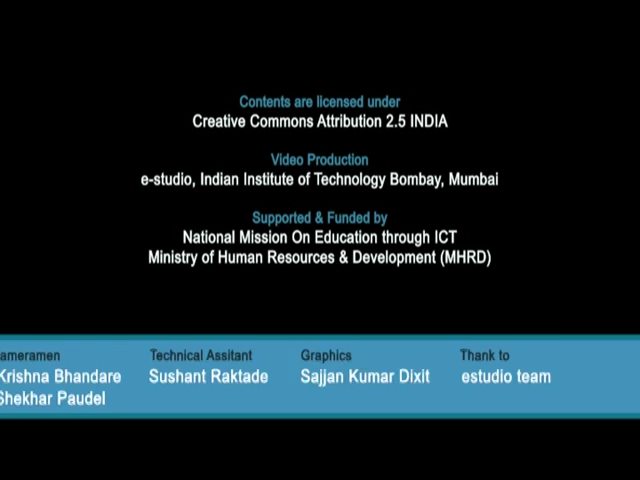 Contents are licensed under
Creative Commons Attribution 2.5 INDIA
Video Production
e-studio, Indian Institute of Technology Bombay, Mumbai
Supported & Funded by
National Mission On Education through ICT
Ministry of Human Resources & Development (MHRD)
ameramen Technical Assitant Graphics Thank to
Krishna Bhandare Sushant Raktade Sajjan Kumar Dixit estudio team
Shekhar Paudel